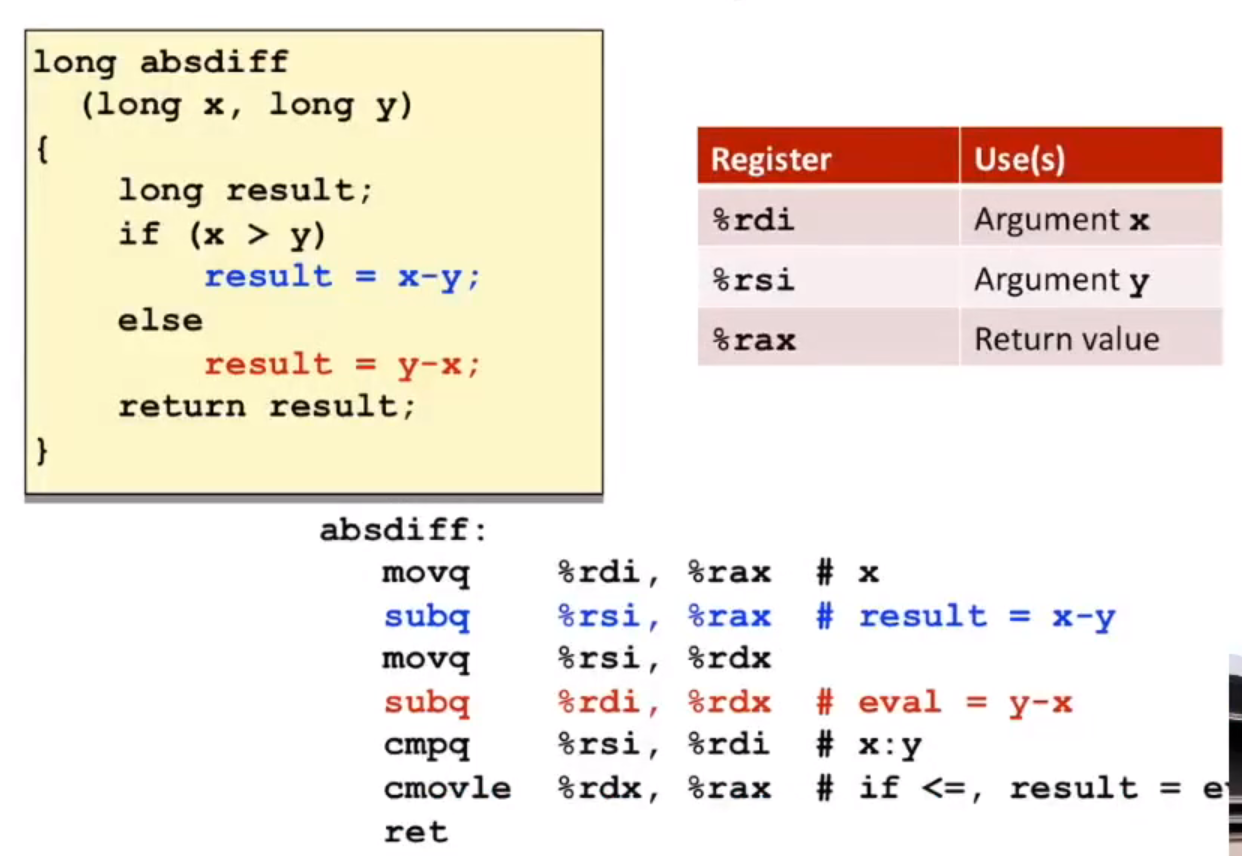 long absdiff
(long x, long y)
{
long result;
if (x > y)
result = x-y;
else
result = y-x;
return result;
}
Register Use(s)
%rdi Argument x
%rsi Argument y
%rax Return value
absdiff:
movq %rdi, %rax # x
subq %rsi, %rax # result = x-y
movq %rsi, %rdx
subq %rdi, %rdx # eval = y-x
cmpq %rsi, %rdi # x:y
cmovle %rdx, %rax # if <=, result =
ret